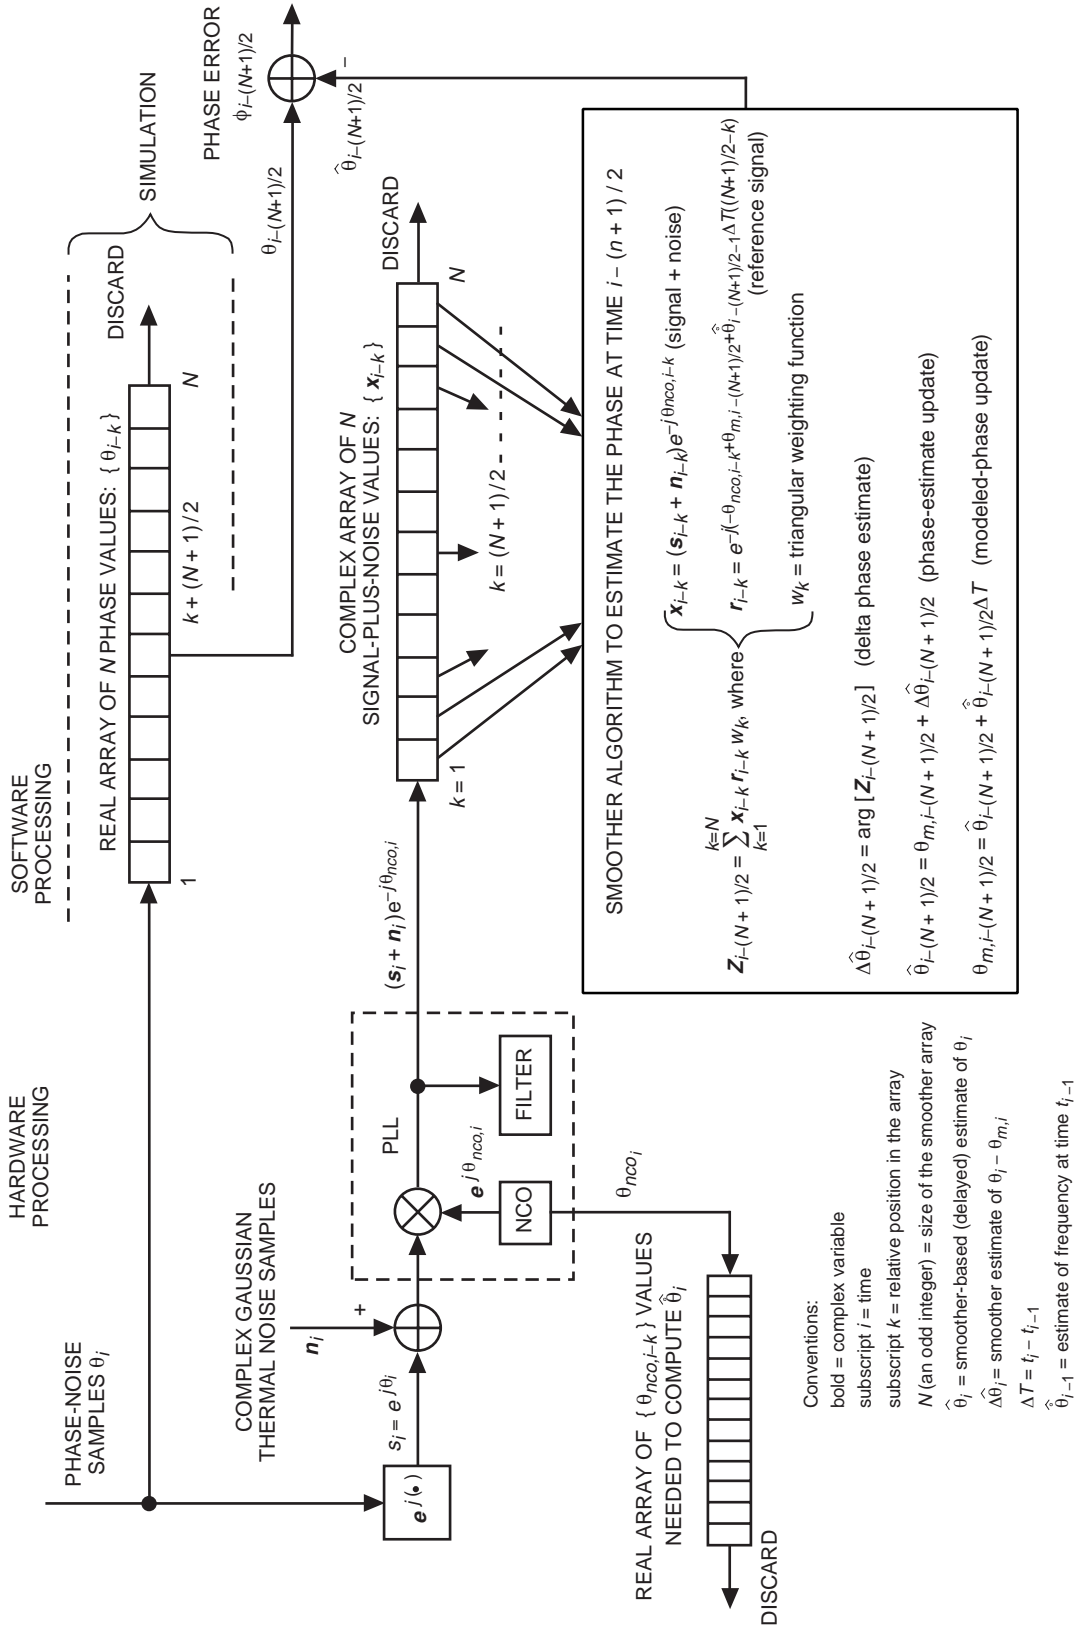 HARDWARE
PROCESSING
SOFTWARE
PROCESSING
PHASE-NOISE
SAMPLES θi
REAL ARRAY OF N PHASE VALUES: { θi–k }
1
k + (N + 1)/2
N
DISCARD
SIMULATION
θi–(N+1)/2
PHASE ERROR
ϕi–(N+1)/2
–
θ̂i–(N+1)/2
COMPLEX GAUSSIAN
THERMAL NOISE SAMPLES
ni
+
si = e jθi
e j(•)
PLL
e j θnco,i
NCO
FILTER
(si + ni)e–jθnco,i
COMPLEX ARRAY OF N
SIGNAL-PLUS-NOISE VALUES: { xi–k }
DISCARD
k = 1
k = (N + 1)/2
N
θncoi
REAL ARRAY OF { θnco,i–k } VALUES
NEEDED TO COMPUTE θ̊̂i
DISCARD
SMOOTHER ALGORITHM TO ESTIMATE THE PHASE AT TIME i – (n + 1) / 2
xi–k = (si–k + ni–k)e–jθnco,i–k (signal + noise)
Zi–(N + 1)/2 = k=N ∑ k=1 xi–k ri–k wk, where
ri–k = e–j(–θnco,i–k+θm,i–(N+1)/2+θ̊̂i–(N+1)/2–1ΔT((N+1)/2–k)
(reference signal)
wk = triangular weighting function
Δ̂θi–(N + 1)/2 = arg [Zi–(N + 1)/2] (delta phase estimate)
θ̂i–(N + 1)/2 = θm,i–(N + 1)/2 + Δ̂θi–(N + 1)/2 (phase-estimate update)
θm,i–(N + 1)/2 = θ̂i–(N + 1)/2 + θ̊̂i–(N + 1)/2ΔT (modeled-phase update)
Conventions:
bold = complex variable
subscript i = time
subscript k = relative position in the array
N (an odd integer) = size of the smoother array
θ̂i = smoother-based (delayed) estimate of θi
Δ̂θi = smoother estimate of θi – θm,i
ΔT = ti – ti–1
θ̊̂i–1 = estimate of frequency at time ti–1